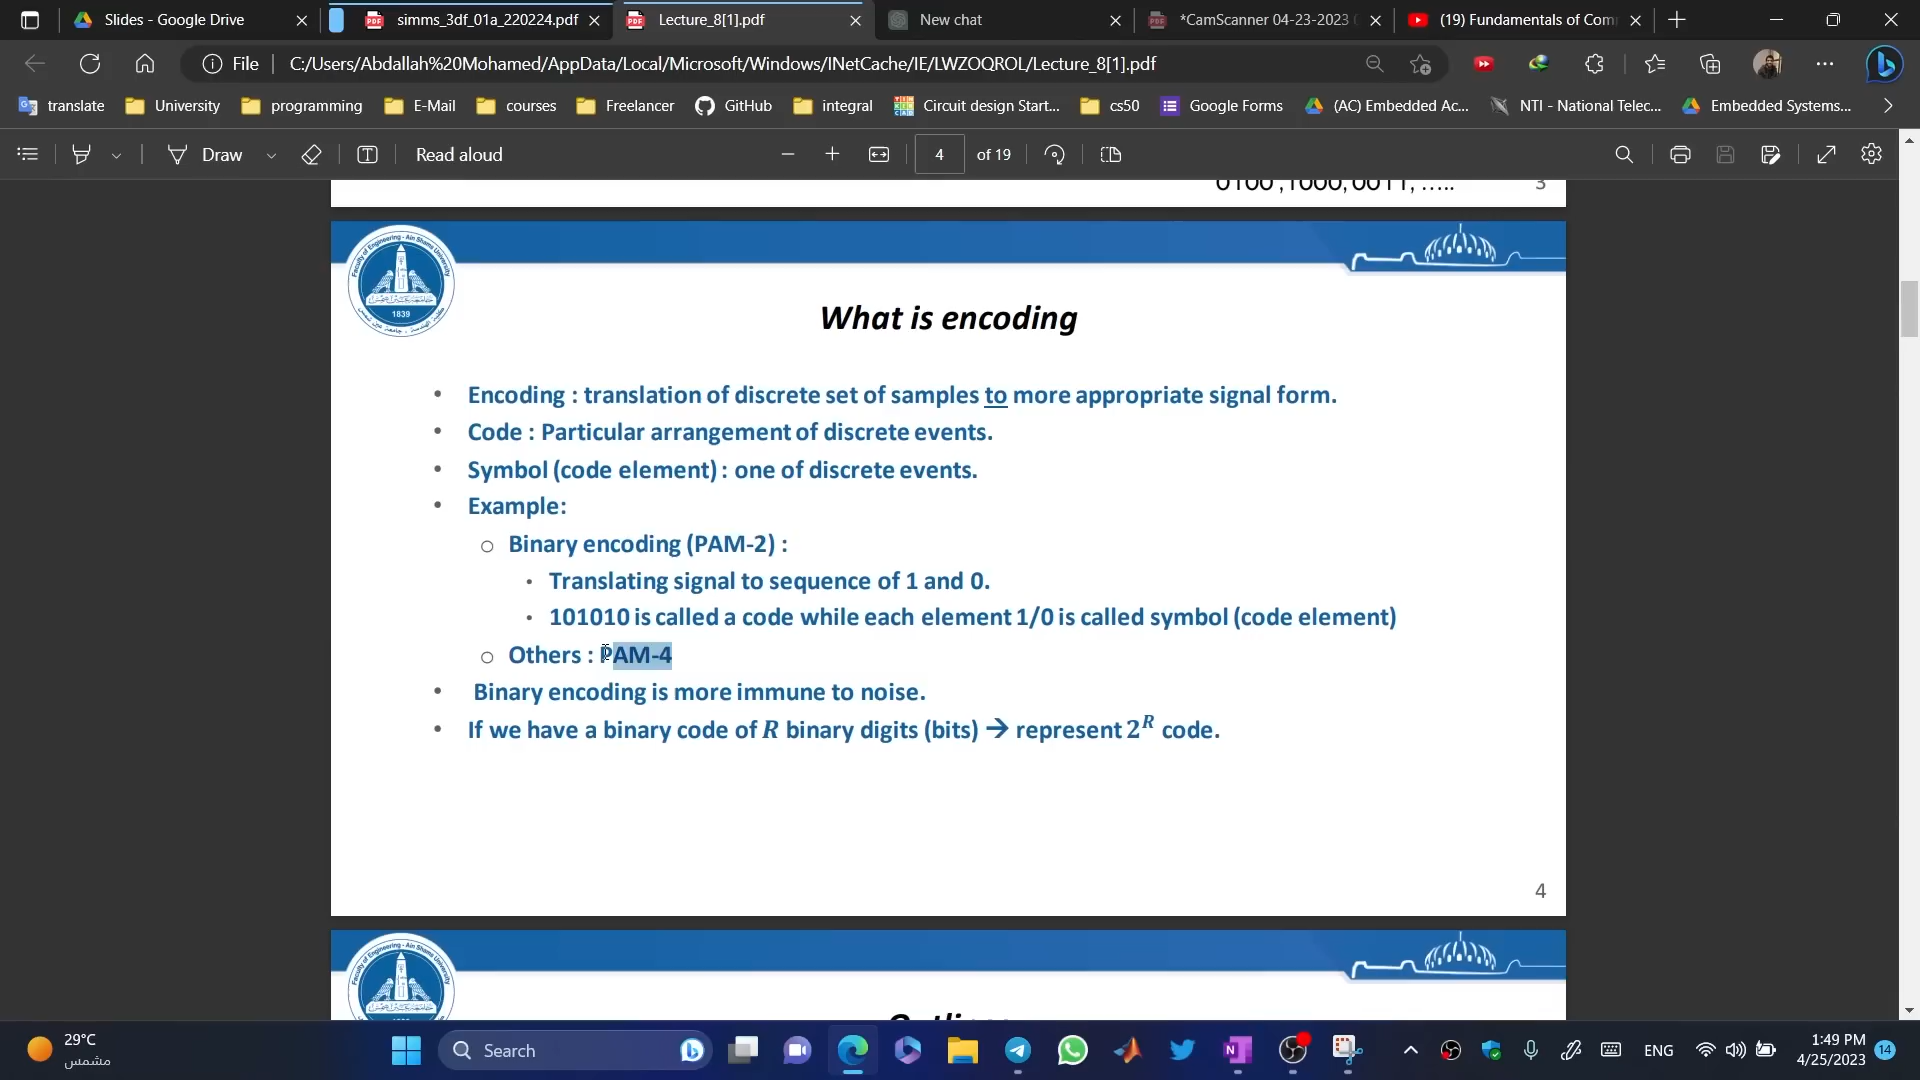 Slides - Google Drive
simms_3df_01a_220224.pdf
Lecture_8[1].pdf
New chat
*CamScanner 04-23-2023
(19) Fundamentals of Com
File
C:/Users/Abdallah%20Mohamed/AppData/Local/Microsoft/Windows/INetCache/IE/LWZOQROL/Lecture_8[1].pdf
translate University programming E-Mail courses Freelancer GitHub integral Circuit design Start... cs50 Google Forms (AC) Embedded Ac... NTI - National Telec... Embedded Systems...
Draw Read aloud 4 of 19
0100 ,1000, 0011, .....
3
1839
What is encoding
• Encoding : translation of discrete set of samples to more appropriate signal form.
• Code : Particular arrangement of discrete events.
• Symbol (code element) : one of discrete events.
• Example:
○ Binary encoding (PAM-2) :
• Translating signal to sequence of 1 and 0.
• 101010 is called a code while each element 1/0 is called symbol (code element)
○ Others : PAM-4
• Binary encoding is more immune to noise.
• If we have a binary code of R binary digits (bits) → represent 2^R code.
4
29°C
مشمس
Search
ENG
1:49 PM
4/25/2023
14